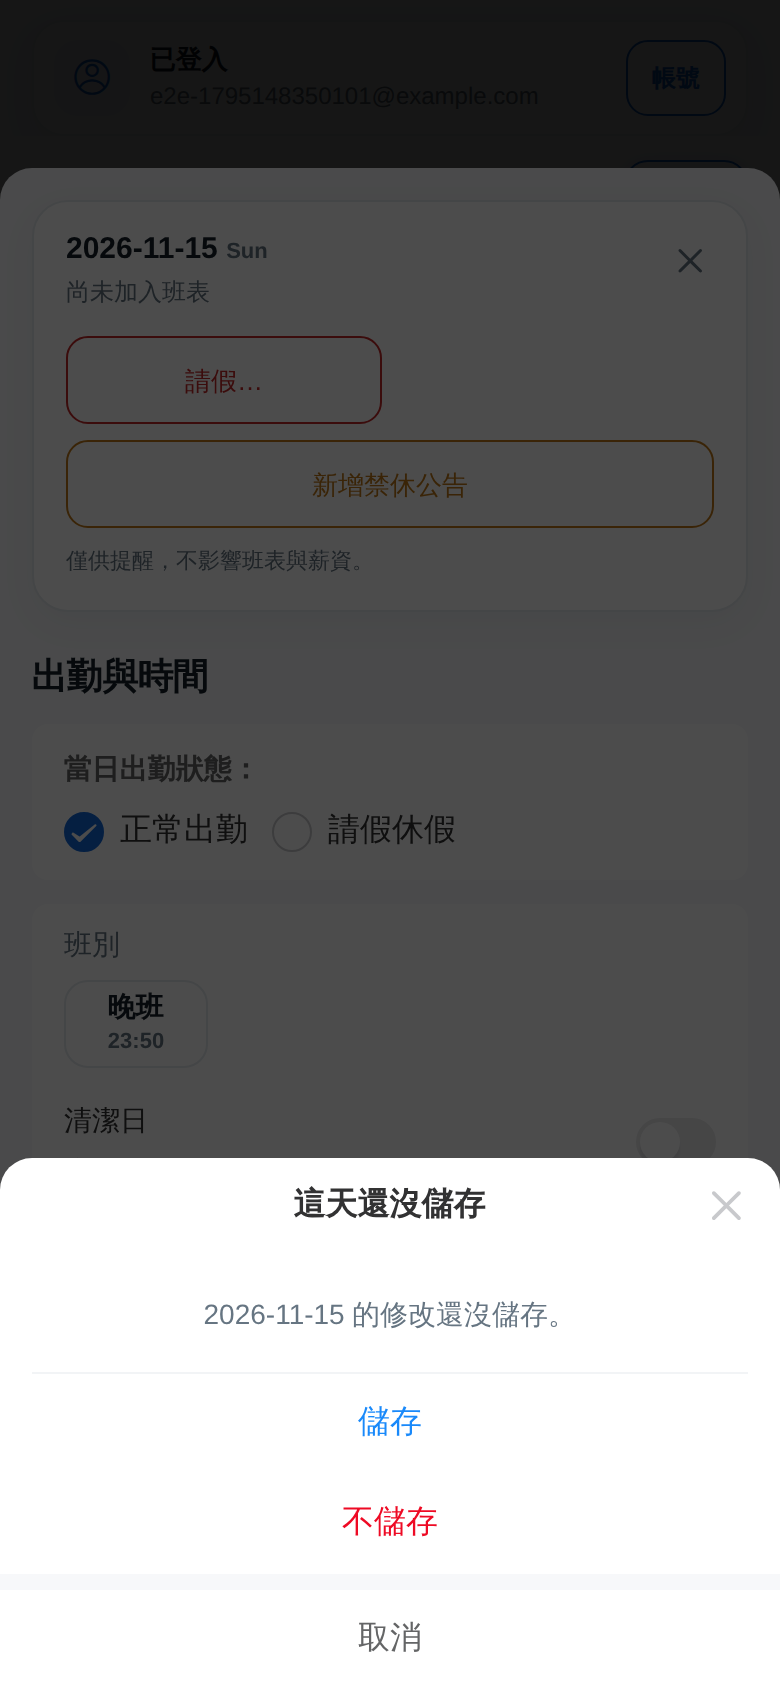 已登入
e2e-1795148350101@example.com
帳號
2026-11-15 Sun
尚未加入班表
請假…
新增禁休公告
僅供提醒，不影響班表與薪資。
出勤與時間
當日出勤狀態：
正常出勤
請假休假
班別
晚班
23:50
清潔日
這天還沒儲存
2026-11-15 的修改還沒儲存。
儲存
不儲存
取消